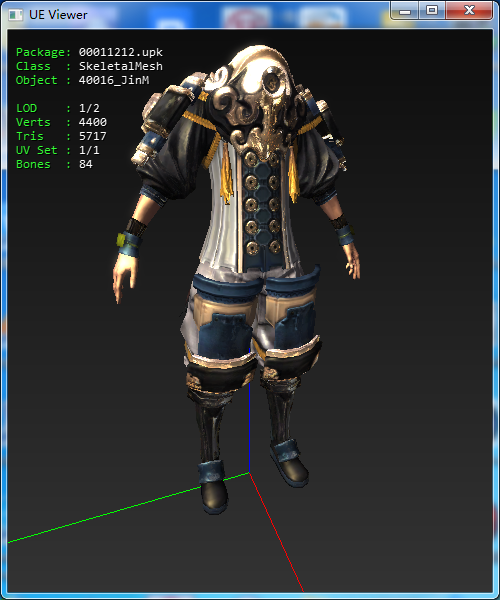 UE Viewer
Package: 00011212.upk
Class : SkeletalMesh
Object : 40016_JinM
LOD : 1/2
Verts : 4400
Tris : 5717
UV Set : 1/1
Bones : 84